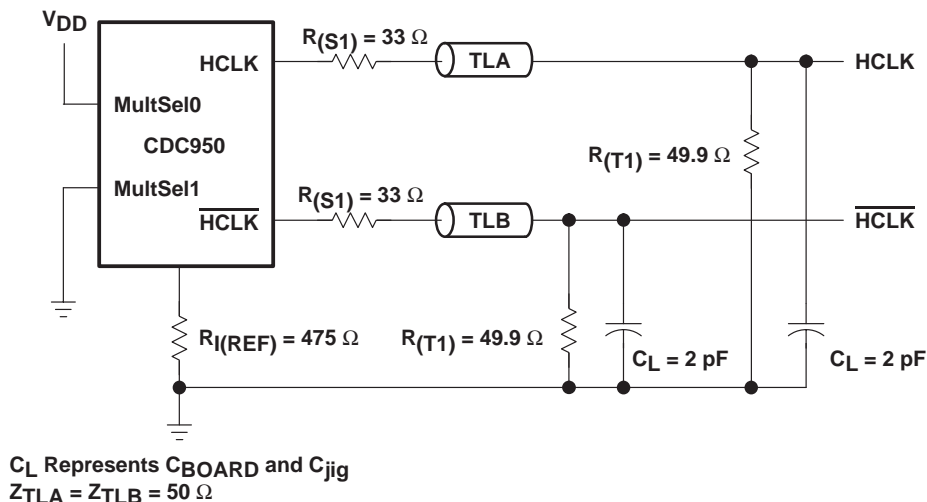 VDD
R(S1) = 33 Ω
TLA
HCLK
HCLK
MultSel0
CDC950
R(T1) = 49.9 Ω
MultSel1
R(S1) = 33 Ω
HCLK
TLB
HCLK
RI(REF) = 475 Ω
R(T1) = 49.9 Ω
CL = 2 pF
CL = 2 pF
CL Represents CBOARD and Cjig
ZTLA = ZTLB = 50 Ω